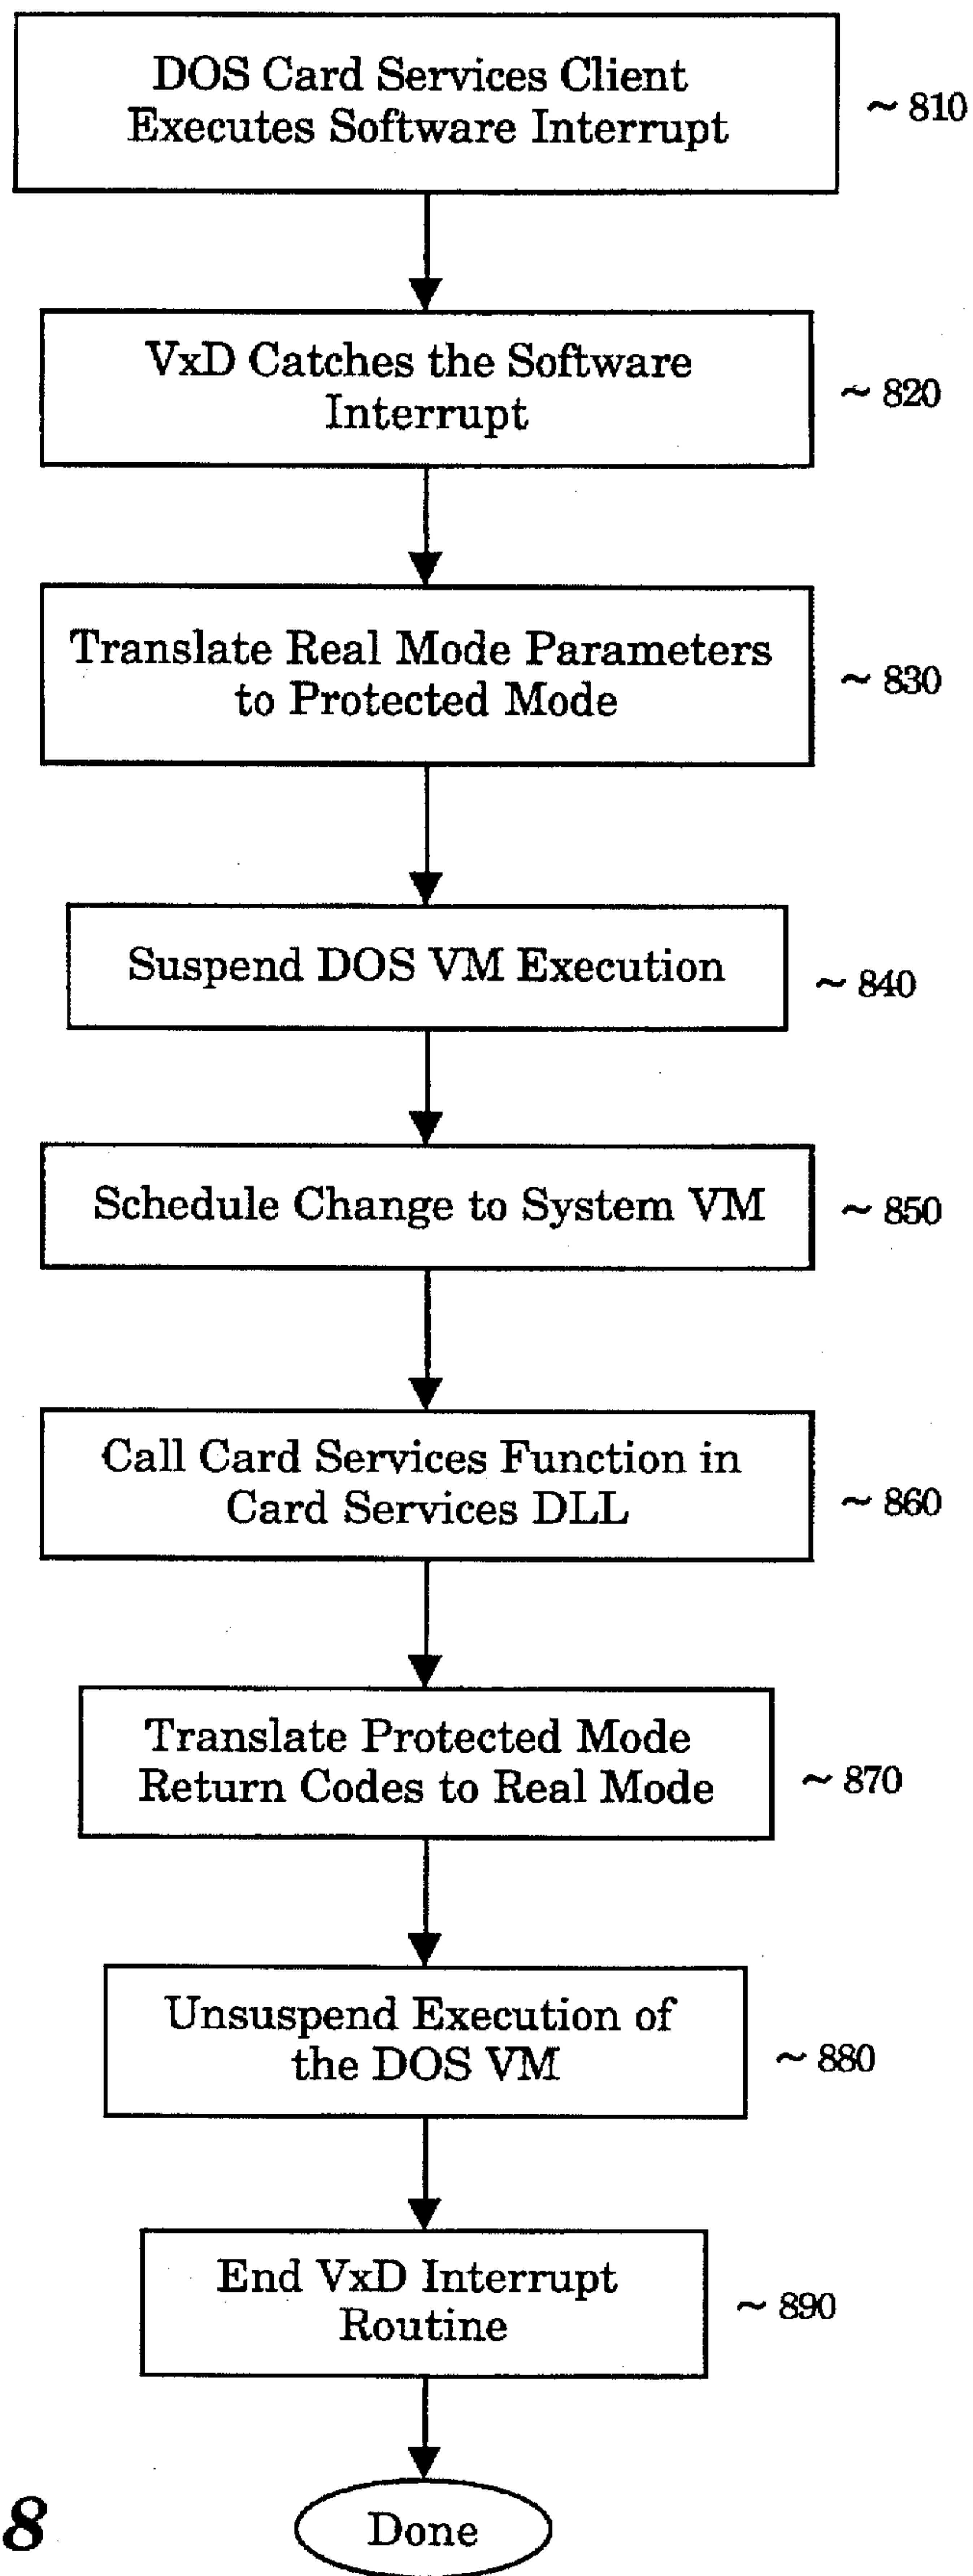 DOS Card Services Client
Executes Software Interrupt
~ 810
VxD Catches the Software
Interrupt
~ 820
Translate Real Mode Parameters
to Protected Mode
~ 830
Suspend DOS VM Execution
~ 840
Schedule Change to System VM
~ 850
Call Card Services Function in
Card Services DLL
~ 860
Translate Protected Mode
Return Codes to Real Mode
~ 870
Unsuspend Execution of
the DOS VM
~ 880
End VxD Interrupt
Routine
~ 890
Done
8